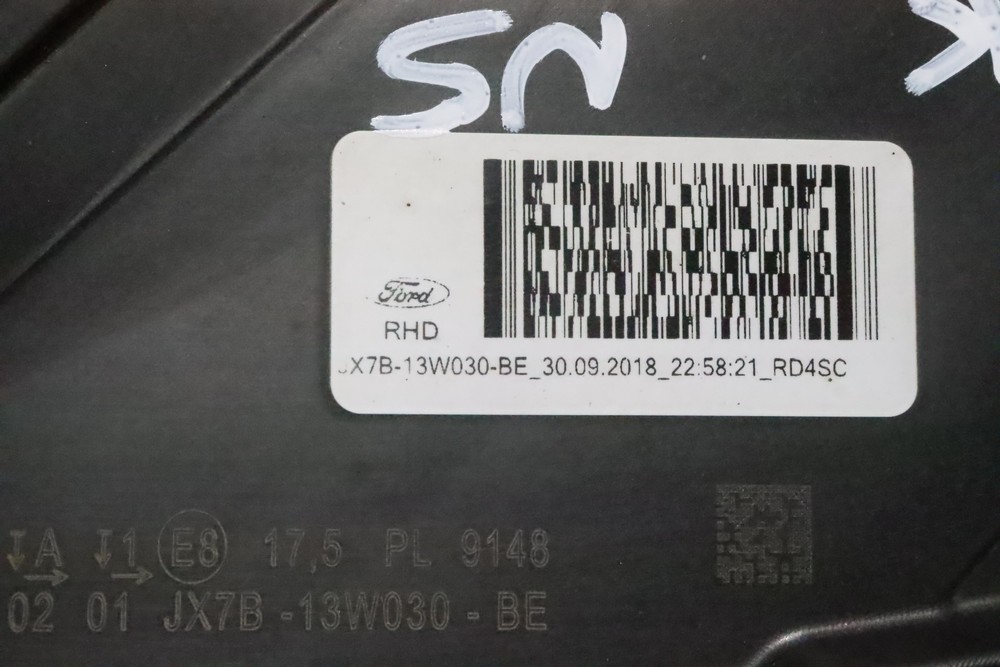 SN
Ford
RHD
JX7B-13W030-BE_30.09.2018_22:58:21_RD4SC
A 1 E8 17,5 PL 9148
02 01 JX7B-13W030-BE